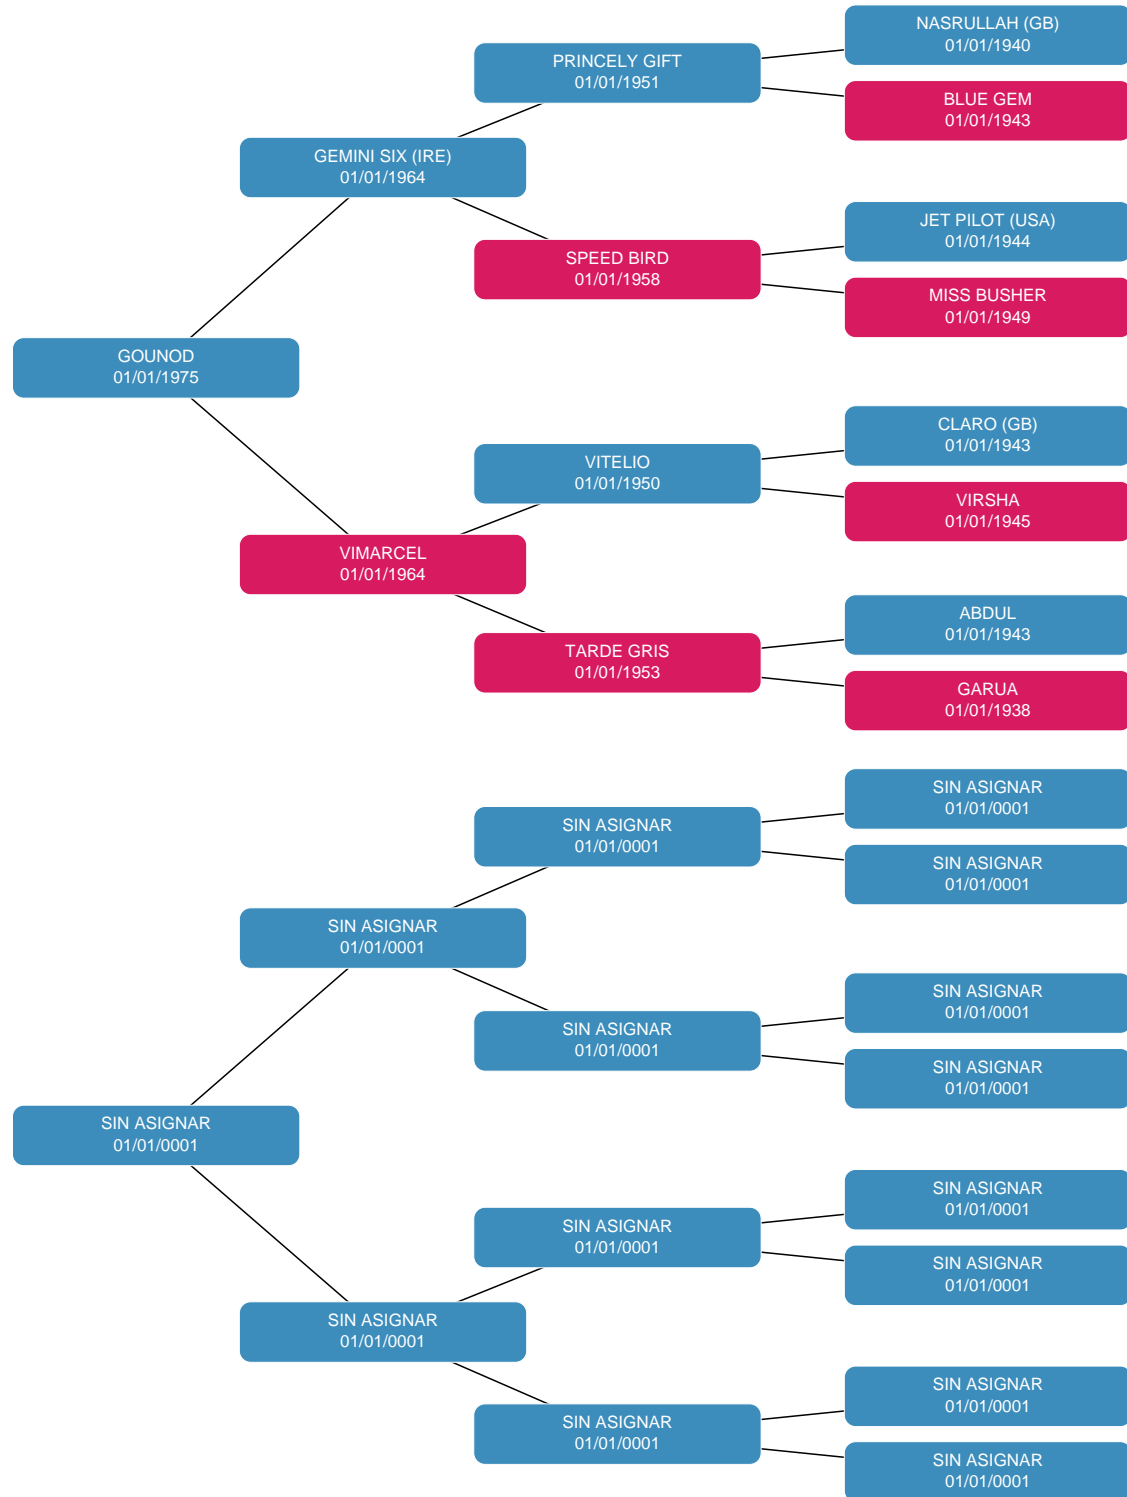 NASRULLAH (GB)
01/01/1940
PRINCELY GIFT
01/01/1951
BLUE GEM
01/01/1943
GEMINI SIX (IRE)
01/01/1964
JET PILOT (USA)
01/01/1944
SPEED BIRD
01/01/1958
MISS BUSHER
01/01/1949
GOUNOD
01/01/1975
CLARO (GB)
01/01/1943
VITELIO
01/01/1950
VIRSHA
01/01/1945
VIMARCEL
01/01/1964
ABDUL
01/01/1943
TARDE GRIS
01/01/1953
GARUA
01/01/1938
SIN ASIGNAR
01/01/0001
SIN ASIGNAR
01/01/0001
SIN ASIGNAR
01/01/0001
SIN ASIGNAR
01/01/0001
SIN ASIGNAR
01/01/0001
SIN ASIGNAR
01/01/0001
SIN ASIGNAR
01/01/0001
SIN ASIGNAR
01/01/0001
SIN ASIGNAR
01/01/0001
SIN ASIGNAR
01/01/0001
SIN ASIGNAR
01/01/0001
SIN ASIGNAR
01/01/0001
SIN ASIGNAR
01/01/0001
SIN ASIGNAR
01/01/0001
SIN ASIGNAR
01/01/0001